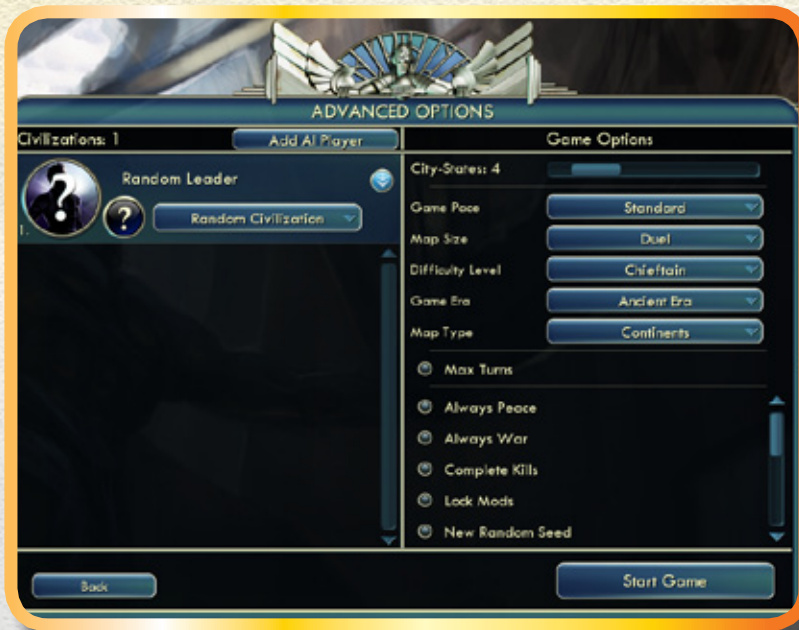 ADVANCED OPTIONS
Civilizations: 1
Add AI Player
?
Random Leader
?
Random Civilization
1.
Game Options
City-States: 4
Game Pace
Standard
Map Size
Duel
Difficulty Level
Chieftain
Game Era
Ancient Era
Map Type
Continents
Max Turns
Always Peace
Always War
Complete Kills
Lock Mods
New Random Seed
Back
Start Game